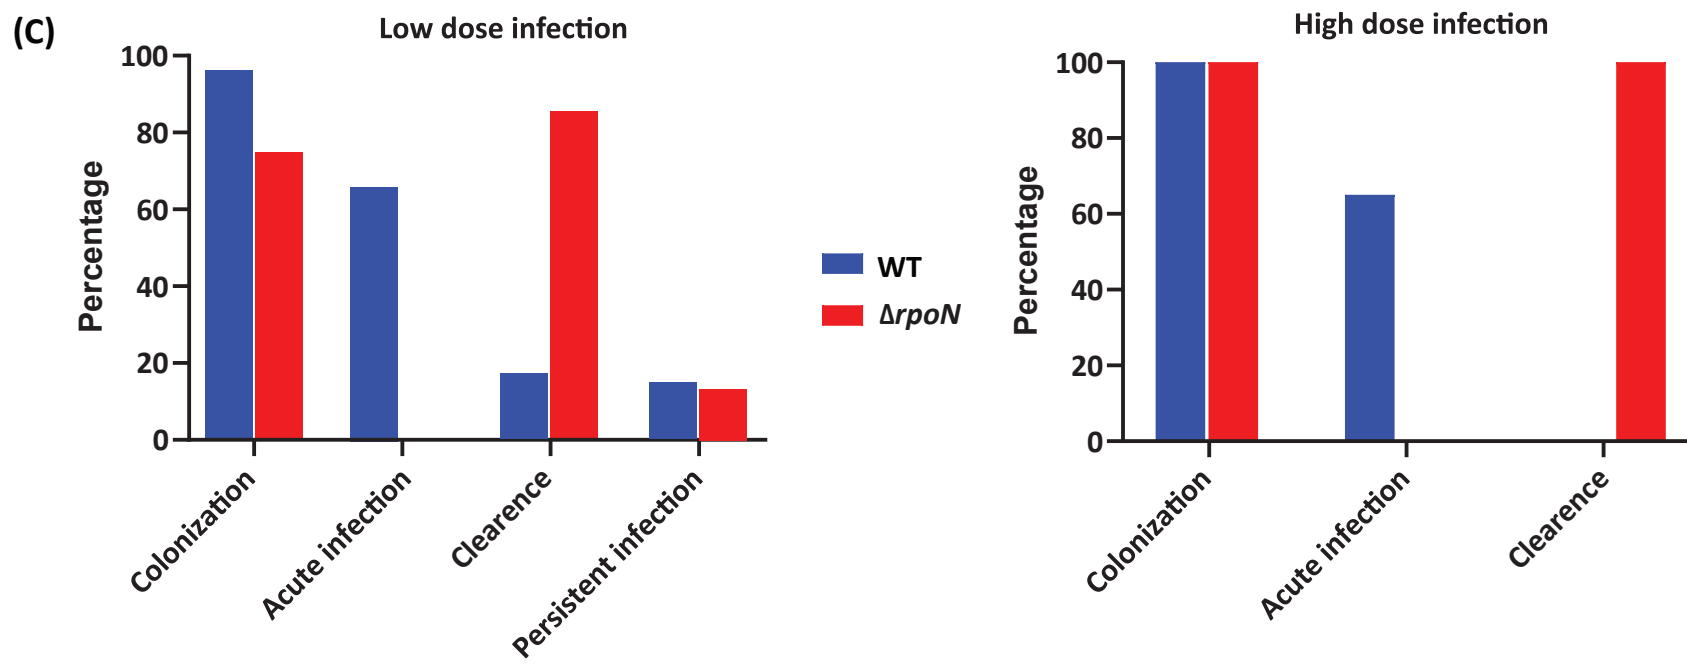 (C)
Low dose infection
Percentage
100
80
60
40
20
0
Colonization
Acute infection
Clearence
Persistent infection
WT
ΔrpoN
High dose infection
Percentage
100
80
60
40
20
0
Colonization
Acute infection
Clearence